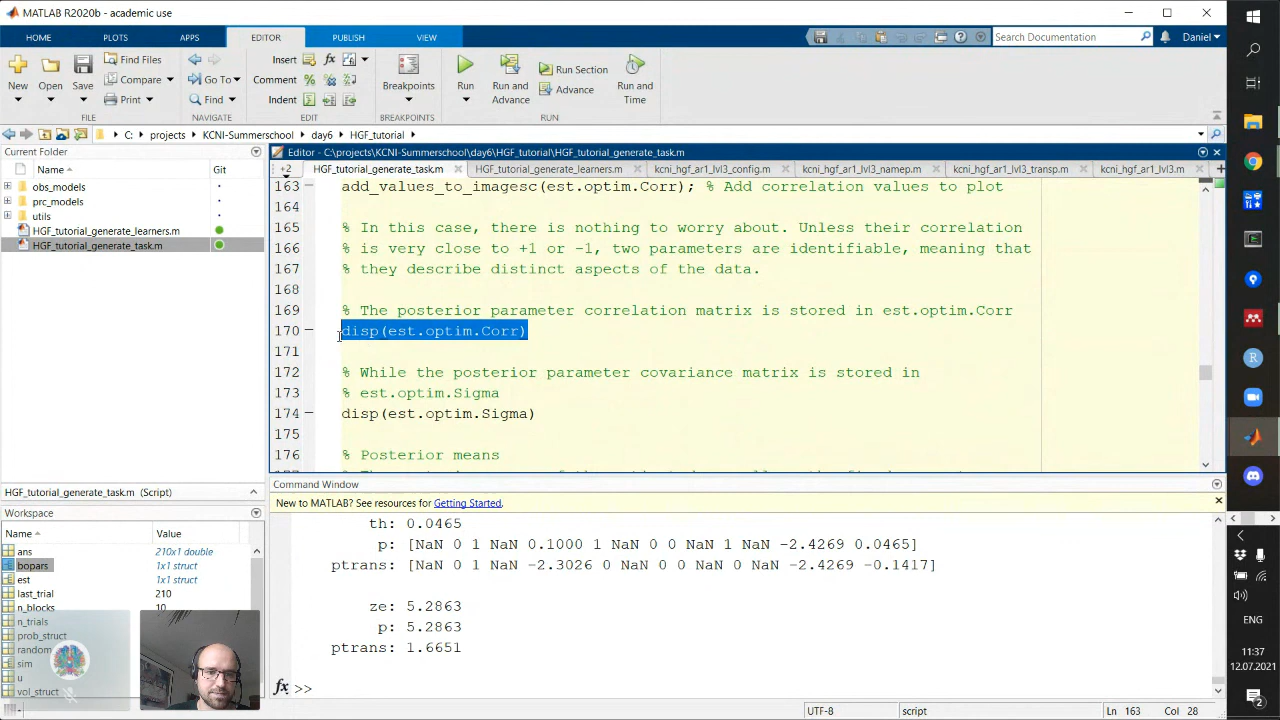 MATLAB R2020b - academic use
HOME PLOTS APPS EDITOR PUBLISH VIEW Search Documentation Daniel
New Open Save Find Files Compare Print
Go To Find
Insert fx Comment % Indent
Breakpoints Run Run and Advance Run Section Advance Run and Time
FILE NAVIGATE EDIT BREAKPOINTS RUN
C: projects KCNI-Summerschool day6 HGF_tutorial
Current Folder
Name Git
obs_models
prc_models
utils
HGF_tutorial_generate_learners.m
HGF_tutorial_generate_task.m
HGF_tutorial_generate_task.m (Script)
Workspace
Name Value
ans 210x1 double
bopars 1x1 struct
est 1x1 struct
last_trial 210
n_blocks 10
n_trials
prob_struct
random
sim
u
vol_struct
Editor - C:\projects\KCNI-Summerschool\day6\HGF_tutorial\HGF_tutorial_generate_task.m
+2 HGF_tutorial_generate_task.m HGF_tutorial_generate_learners.m kcni_hgf_ar1_lvl3_config.m kcni_hgf_ar1_lvl3_namep.m kcni_hgf_ar1_lvl3_transp.m kcni_hgf_ar1_lvl3.m
163 add_values_to_imagesc(est.optim.Corr); % Add correlation values to plot
164
165 % In this case, there is nothing to worry about. Unless their correlation
166 % is very close to +1 or -1, two parameters are identifiable, meaning that
167 % they describe distinct aspects of the data.
168
169 % The posterior parameter correlation matrix is stored in est.optim.Corr
170 disp(est.optim.Corr)
171
172 % While the posterior parameter covariance matrix is stored in
173 % est.optim.Sigma
174 disp(est.optim.Sigma)
175
176 % Posterior means
Command Window
New to MATLAB? See resources for Getting Started.
th: 0.0465
p: [NaN 0 1 NaN 0.1000 1 NaN 0 0 NaN 1 NaN -2.4269 0.0465]
ptrans: [NaN 0 1 NaN -2.3026 0 NaN 0 0 NaN 0 NaN -2.4269 -0.1417]
ze: 5.2863
p: 5.2863
ptrans: 1.6651
fx >>
UTF-8 script Ln 163 Col 28
R
ENG
11:37
12.07.2021
2